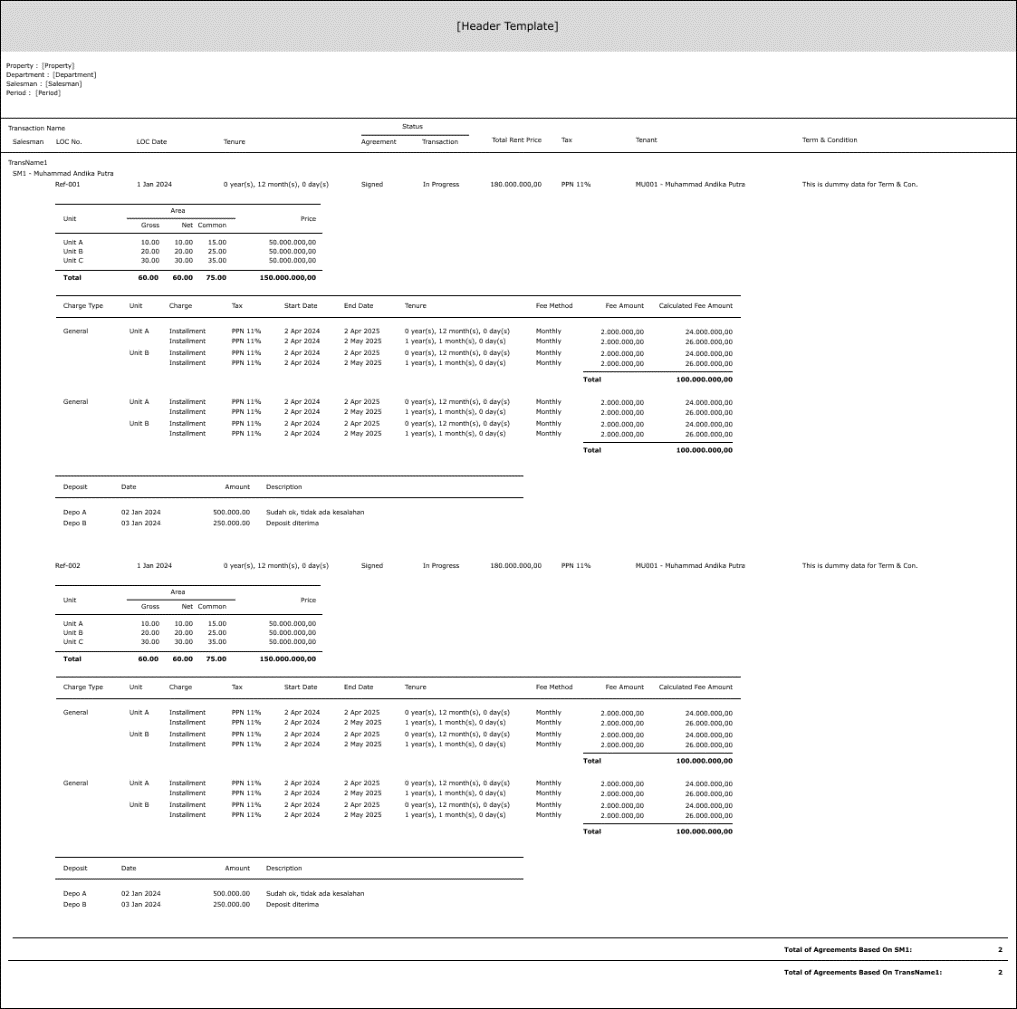 [Header Template]
Property : [Property]
Department : [Department]
Salesman : [Salesman]
Period : [Period]
Transaction Name Status
Salesman LOC No. LOC Date Tenure Agreement Transaction Total Rent Price Tax Tenant Term & Condition
TransName1
SM1 - Muhammad Andika Putra
Ref-001 1 Jan 2024 0 year(s), 12 month(s), 0 day(s) Signed In Progress 180.000.000,00 PPN 11% MU001 - Muhammad Andika Putra This is dummy data for Term & Con.
Area
Unit Price
Gross Net Common
Unit A 10.00 10.00 15.00 50.000.000,00
Unit B 20.00 20.00 25.00 50.000.000,00
Unit C 30.00 30.00 35.00 50.000.000,00
Total 60.00 60.00 75.00 150.000.000,00
Charge Type Unit Charge Tax Start Date End Date Tenure Fee Method Fee Amount Calculated Fee Amount
General Unit A Installment PPN 11% 2 Apr 2024 2 Apr 2025 0 year(s), 12 month(s), 0 day(s) Monthly 2.000.000,00 24.000.000,00
Installment PPN 11% 2 Apr 2024 2 May 2025 1 year(s), 1 month(s), 0 day(s) Monthly 2.000.000,00 26.000.000,00
Unit B Installment PPN 11% 2 Apr 2024 2 Apr 2025 0 year(s), 12 month(s), 0 day(s) Monthly 2.000.000,00 24.000.000,00
Installment PPN 11% 2 Apr 2024 2 May 2025 1 year(s), 1 month(s), 0 day(s) Monthly 2.000.000,00 26.000.000,00
Total 100.000.000,00
General Unit A Installment PPN 11% 2 Apr 2024 2 Apr 2025 0 year(s), 12 month(s), 0 day(s) Monthly 2.000.000,00 24.000.000,00
Installment PPN 11% 2 Apr 2024 2 May 2025 1 year(s), 1 month(s), 0 day(s) Monthly 2.000.000,00 26.000.000,00
Unit B Installment PPN 11% 2 Apr 2024 2 Apr 2025 0 year(s), 12 month(s), 0 day(s) Monthly 2.000.000,00 24.000.000,00
Installment PPN 11% 2 Apr 2024 2 May 2025 1 year(s), 1 month(s), 0 day(s) Monthly 2.000.000,00 26.000.000,00
Total 100.000.000,00
Deposit Date Amount Description
Depo A 02 Jan 2024 500.000.00 Sudah ok, tidak ada kesalahan
Depo B 03 Jan 2024 250.000.00 Deposit diterima
Ref-002 1 Jan 2024 0 year(s), 12 month(s), 0 day(s) Signed In Progress 180.000.000,00 PPN 11% MU001 - Muhammad Andika Putra This is dummy data for Term & Con.
Area
Unit Price
Gross Net Common
Unit A 10.00 10.00 15.00 50.000.000,00
Unit B 20.00 20.00 25.00 50.000.000,00
Unit C 30.00 30.00 35.00 50.000.000,00
Total 60.00 60.00 75.00 150.000.000,00
Charge Type Unit Charge Tax Start Date End Date Tenure Fee Method Fee Amount Calculated Fee Amount
General Unit A Installment PPN 11% 2 Apr 2024 2 Apr 2025 0 year(s), 12 month(s), 0 day(s) Monthly 2.000.000,00 24.000.000,00
Installment PPN 11% 2 Apr 2024 2 May 2025 1 year(s), 1 month(s), 0 day(s) Monthly 2.000.000,00 26.000.000,00
Unit B Installment PPN 11% 2 Apr 2024 2 Apr 2025 0 year(s), 12 month(s), 0 day(s) Monthly 2.000.000,00 24.000.000,00
Installment PPN 11% 2 Apr 2024 2 May 2025 1 year(s), 1 month(s), 0 day(s) Monthly 2.000.000,00 26.000.000,00
Total 100.000.000,00
General Unit A Installment PPN 11% 2 Apr 2024 2 Apr 2025 0 year(s), 12 month(s), 0 day(s) Monthly 2.000.000,00 24.000.000,00
Installment PPN 11% 2 Apr 2024 2 May 2025 1 year(s), 1 month(s), 0 day(s) Monthly 2.000.000,00 26.000.000,00
Unit B Installment PPN 11% 2 Apr 2024 2 Apr 2025 0 year(s), 12 month(s), 0 day(s) Monthly 2.000.000,00 24.000.000,00
Installment PPN 11% 2 Apr 2024 2 May 2025 1 year(s), 1 month(s), 0 day(s) Monthly 2.000.000,00 26.000.000,00
Total 100.000.000,00
Deposit Date Amount Description
Depo A 02 Jan 2024 500.000.00 Sudah ok, tidak ada kesalahan
Depo B 03 Jan 2024 250.000.00 Deposit diterima
Total of Agreements Based On SM1: 2
Total of Agreements Based On TransName1: 2